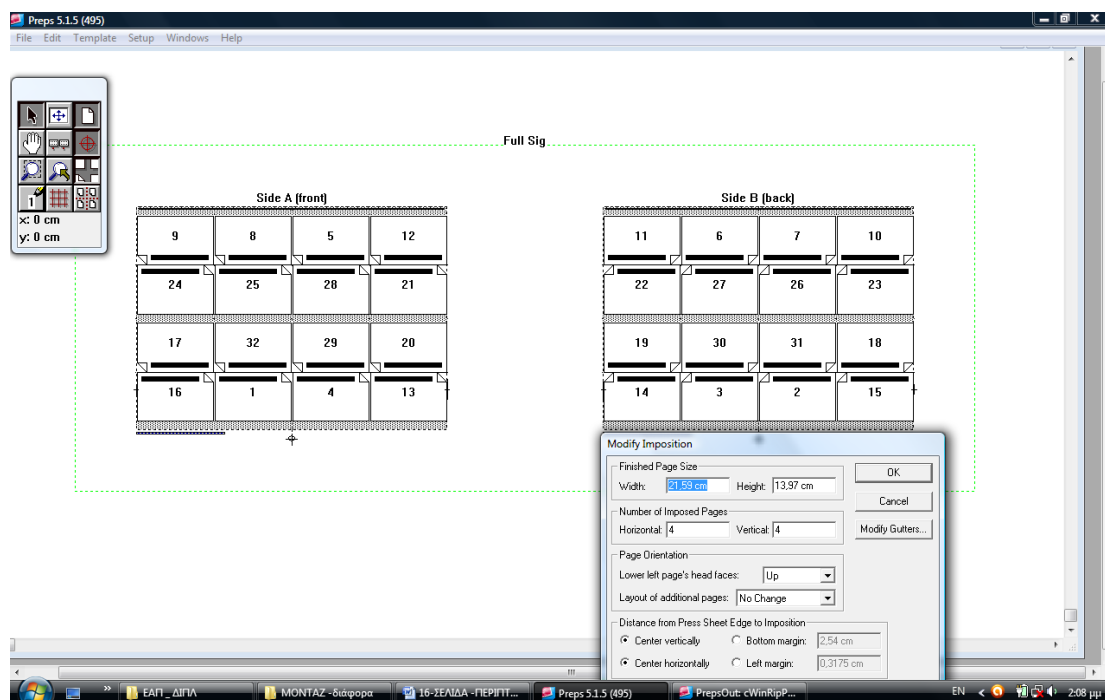 Preps 5.1.5 (495)
File Edit Template Setup Windows Help
Full Sig
x: 0 cm
y: 0 cm
Side A (front)
9 8 5 12
24 25 28 21
17 32 29 20
16 1 4 13
Side B (back)
11 6 7 10
22 27 26 23
19 30 31 18
14 3 2 15
Modify Imposition
Finished Page Size
Width: 21,59 cm Height: 13,97 cm
OK
Cancel
Number of Imposed Pages
Horizontal: 4 Vertical: 4
Modify Gutters...
Page Orientation
Lower left page's head faces: Up
Layout of additional pages: No Change
Distance from Press Sheet Edge to Imposition
Center vertically Bottom margin: 2,54 cm
Center horizontally Left margin: 0,3175 cm
ΕΑΠ _ ΔΙΠΛ ΜΟΝΤΑΖ -διάφορα 16-ΣΕΛΙΔΑ -ΠΕΡΙΠΤ... Preps 5.1.5 (495) PrepsOut: cWinRipP... EN 2:08 μμ